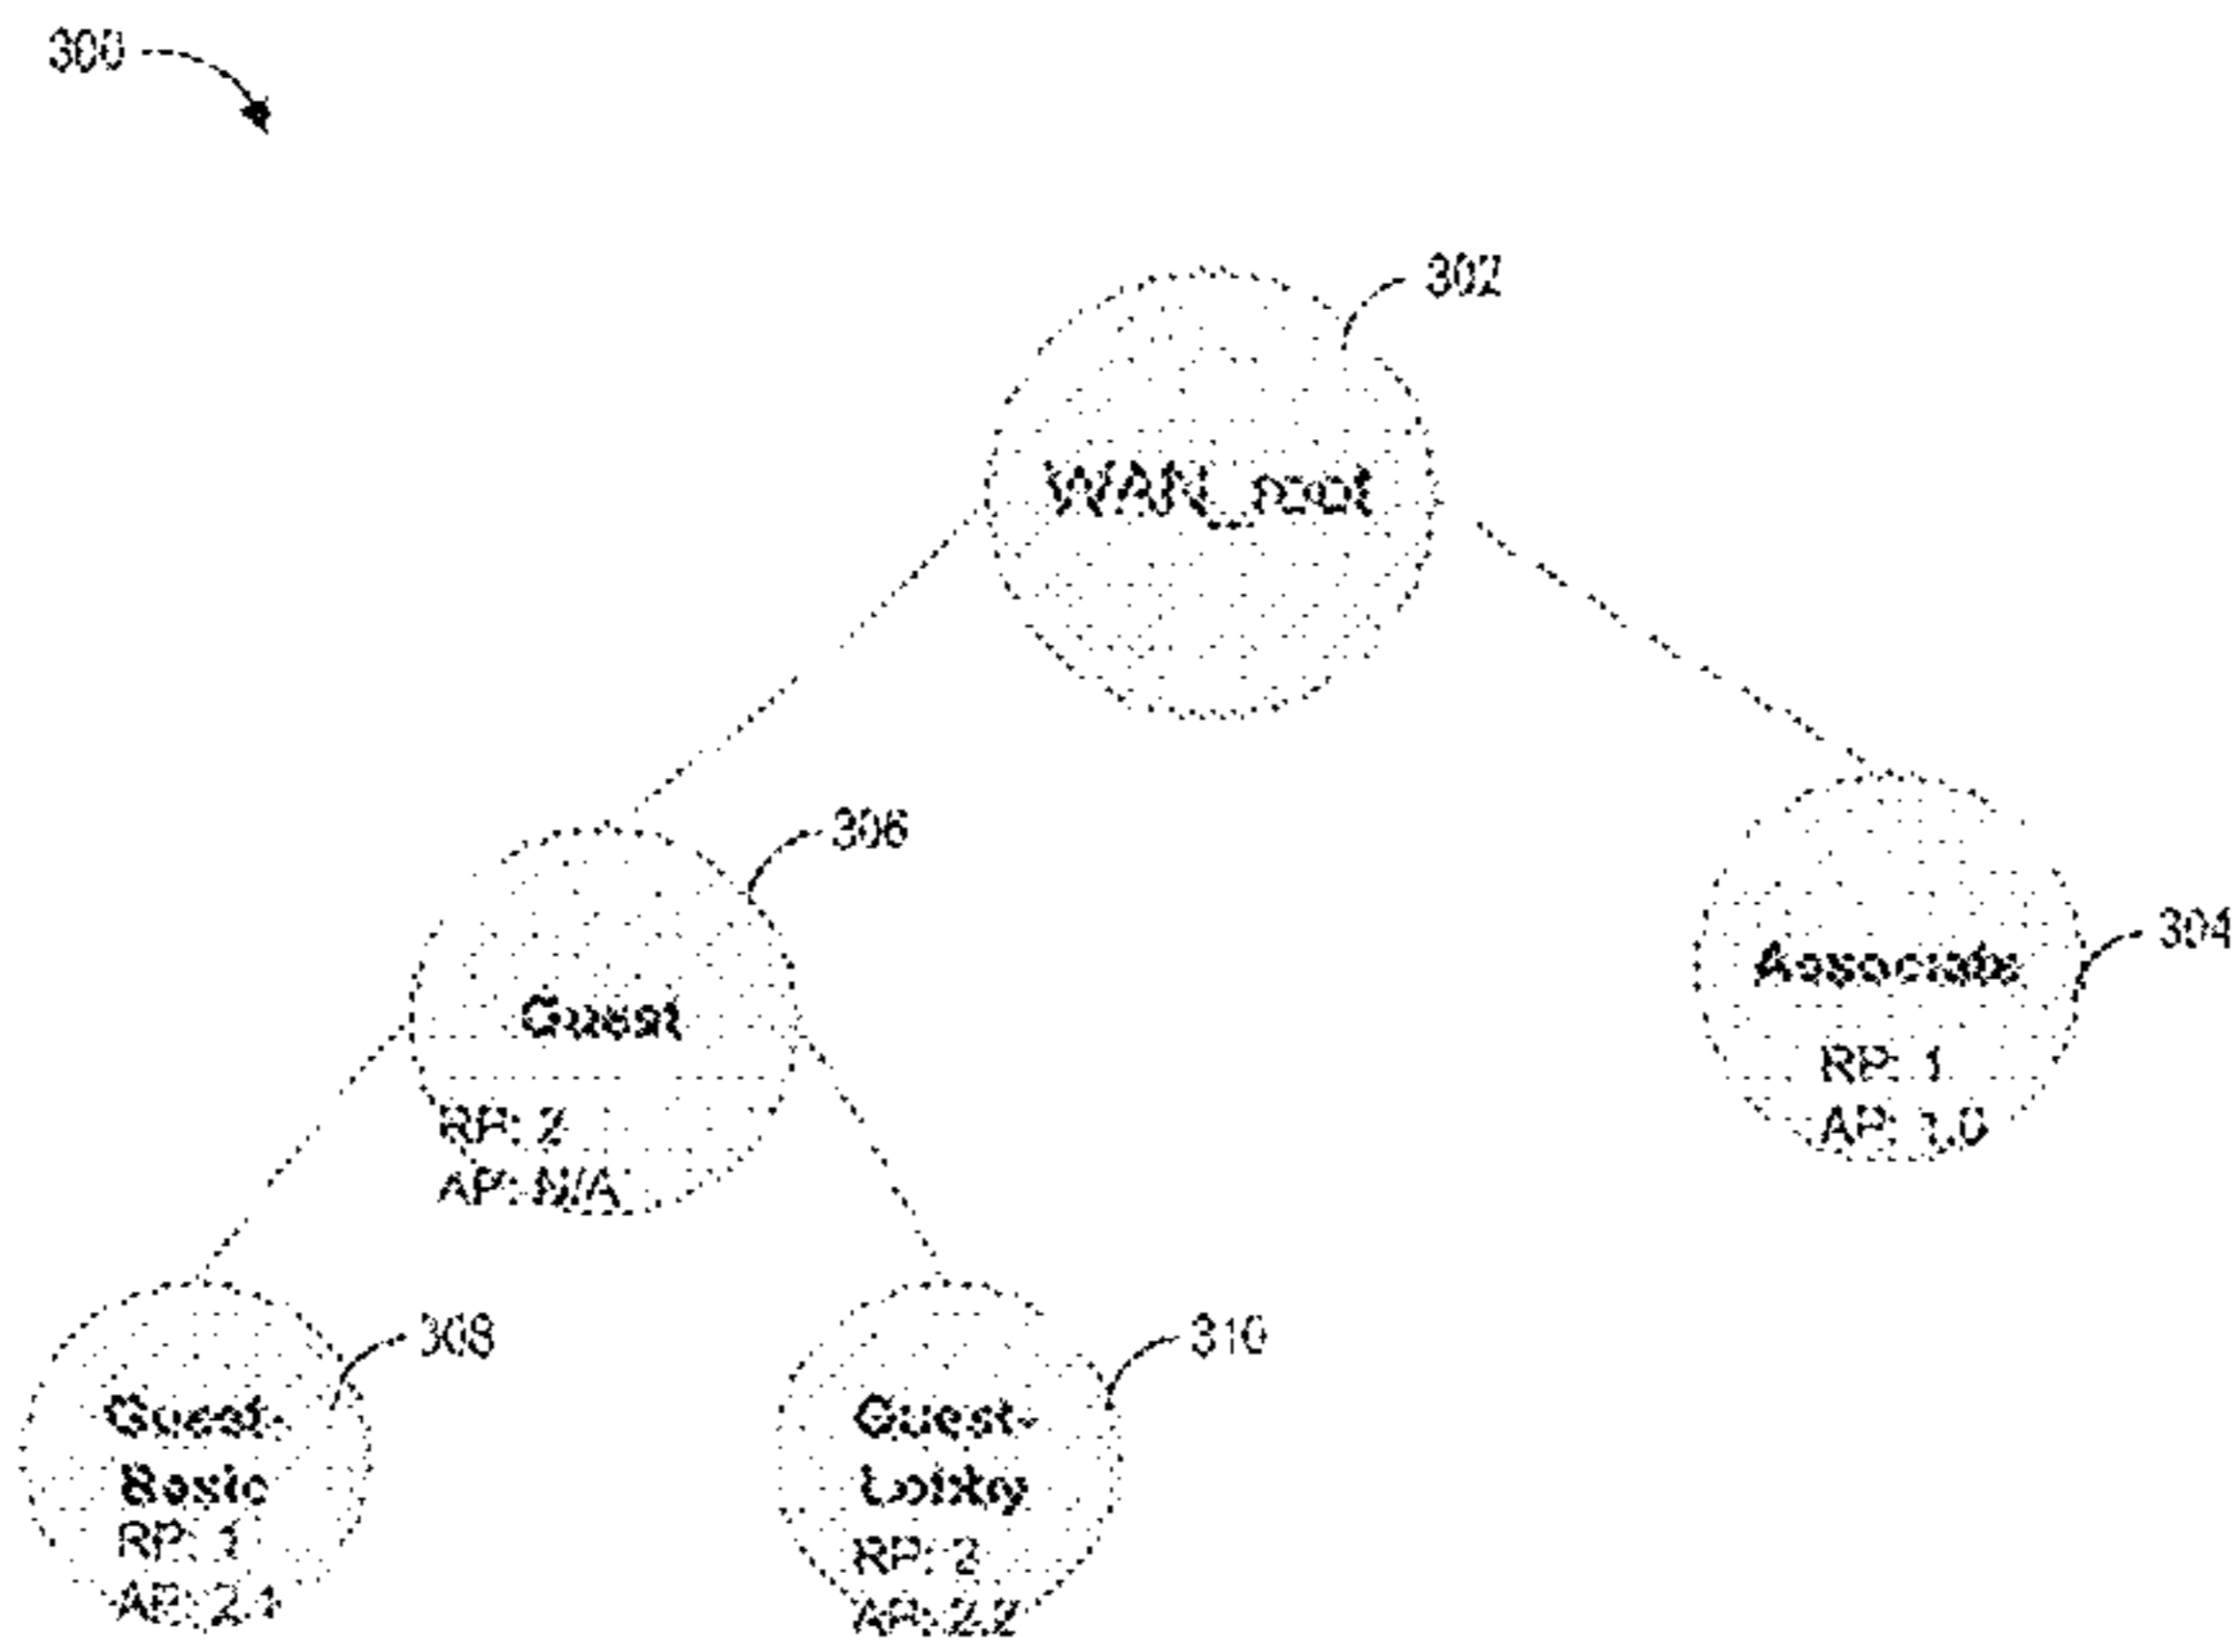 300
302
WAN_root
306
Guest
RP: 2
AP: N/A
304
Associate
RP: 1
AP: 1.0
308
Guest-
Basic
RP: 1
AP: 2.1
310
Guest-
RP: 2
AP: 2.2